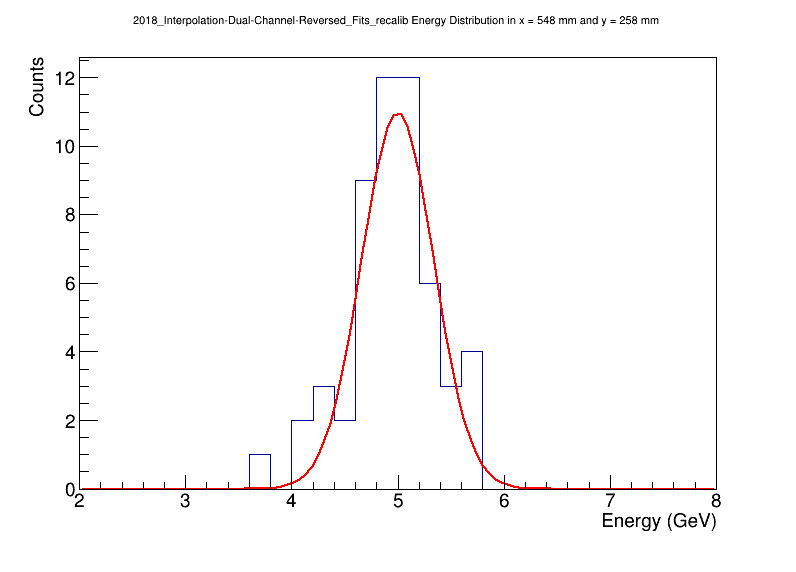 2018_Interpolation-Dual-Channel-Reversed_Fits_recalib Energy Distribution in x = 548 mm and y = 258 mm
Counts
12
10
8
6
4
2
0
2 3 4 5 6 7 8
Energy (GeV)